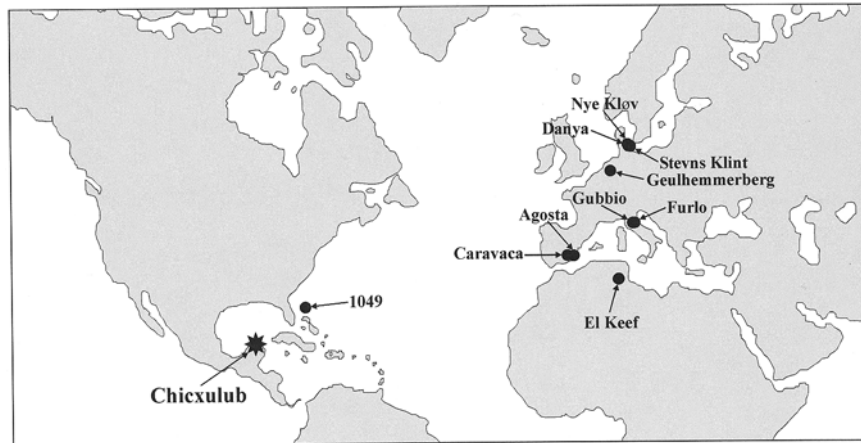 Nye Kløv
Danya
Stevns Klint
Geulhemmerberg
Gubbio
Furlo
Agosta
Caravaca
1049
El Keef
Chicxulub